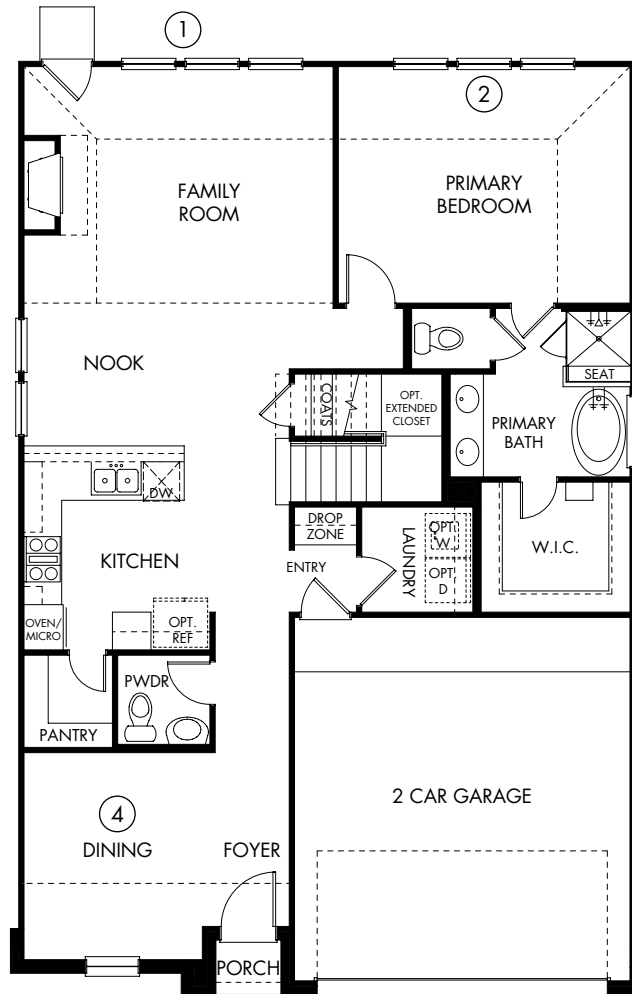 1
2
FAMILY
ROOM
PRIMARY
BEDROOM
NOOK
COATS
OPT.
EXTENDED
CLOSET
SEAT
PRIMARY
BATH
DW
KITCHEN
DROP
ZONE
ENTRY
LAUNDRY
OPT
W
OPT
D
W.I.C.
OVEN/
MICRO
OPT.
REF
PWDR
PANTRY
4
DINING
FOYER
2 CAR GARAGE
PORCH